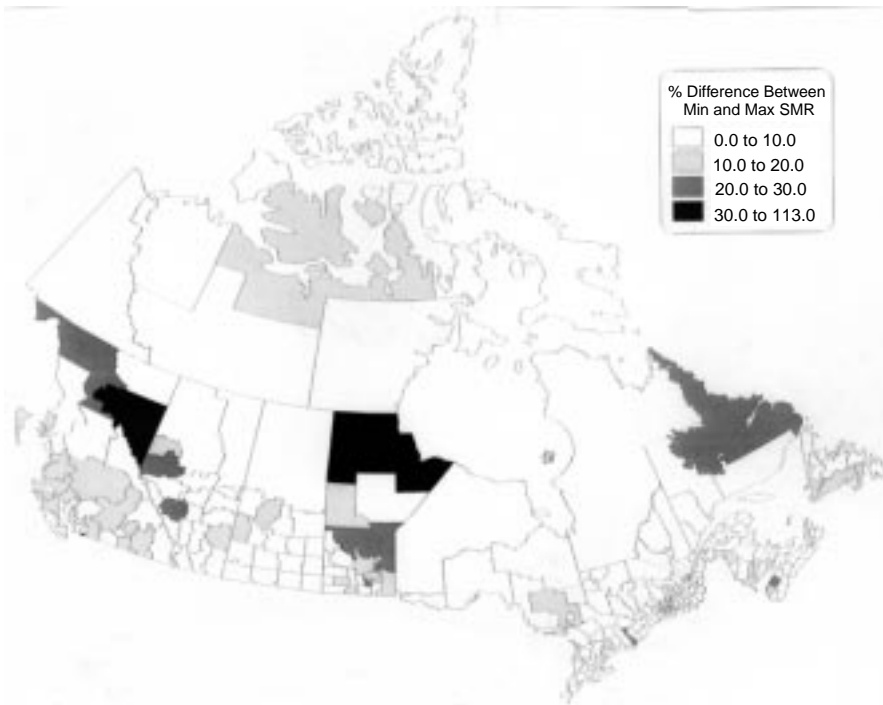 % Difference Between
Min and Max SMR
0.0 to 10.0
10.0 to 20.0
20.0 to 30.0
30.0 to 113.0